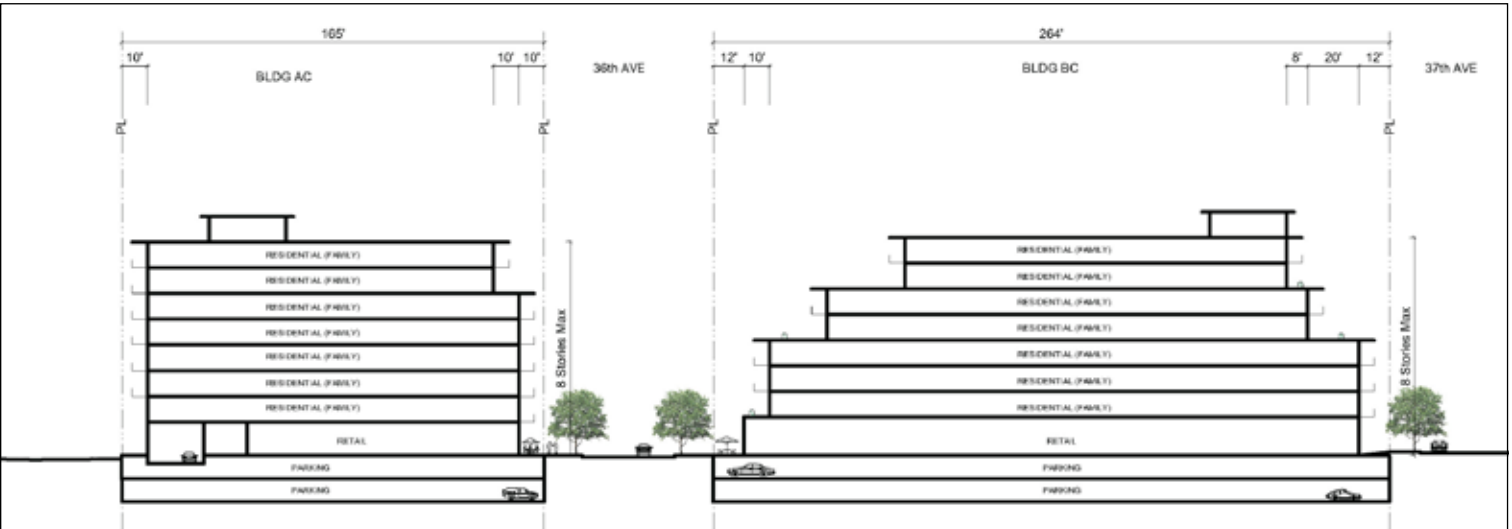 165'
264'
10'
10'
10'
36th AVE
12'
10'
8'
20'
12'
37th AVE
BLDG AC
BLDG BC
PL
PL
PL
PL
RESIDENTIAL (FAMILY)
RESIDENTIAL (FAMILY)
RESIDENTIAL (FAMILY)
RESIDENTIAL (FAMILY)
RESIDENTIAL (FAMILY)
RESIDENTIAL (FAMILY)
RESIDENTIAL (FAMILY)
RETAIL
PARKING
PARKING
8 Stories Max
RESIDENTIAL (FAMILY)
RESIDENTIAL (FAMILY)
RESIDENTIAL (FAMILY)
RESIDENTIAL (FAMILY)
RESIDENTIAL (FAMILY)
RESIDENTIAL (FAMILY)
RESIDENTIAL (FAMILY)
RETAIL
PARKING
PARKING
8 Stories Max